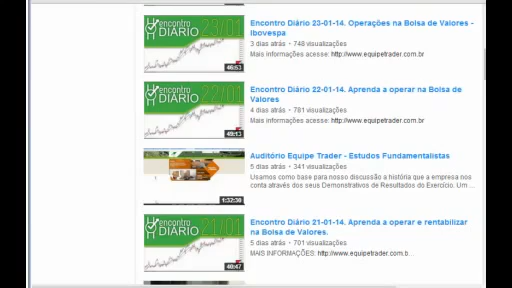 encontro
DIÁRIO
23/01
46:53
Encontro Diário 23-01-14. Operações na Bolsa de Valores -
Ibovespa
3 dias atrás • 748 visualizações
Mais informações acesse: http://www.equipetrader.com.br
encontro
DIÁRIO
22/01
49:13
Encontro Diário 22-01-14. Aprenda a operar na Bolsa de
Valores
4 dias atrás • 781 visualizações
Mais informações acesse: http://www.equipetrader.com.br
1:32:30
Auditório Equipe Trader - Estudos Fundamentalistas
5 dias atrás • 341 visualizações
Usamos como base para nosso discussão a história que a empresa nos
conta através dos seus Demonstrativos de Resultados do Exercício. Um ...
encontro
DIÁRIO
21/01
40:47
Encontro Diário 21-01-14. Aprenda a operar e rentabilizar
na Bolsa de Valores.
5 dias atrás • 701 visualizações
MAIS INFORMAÇÕES: http://www.equipetrader.com.b...